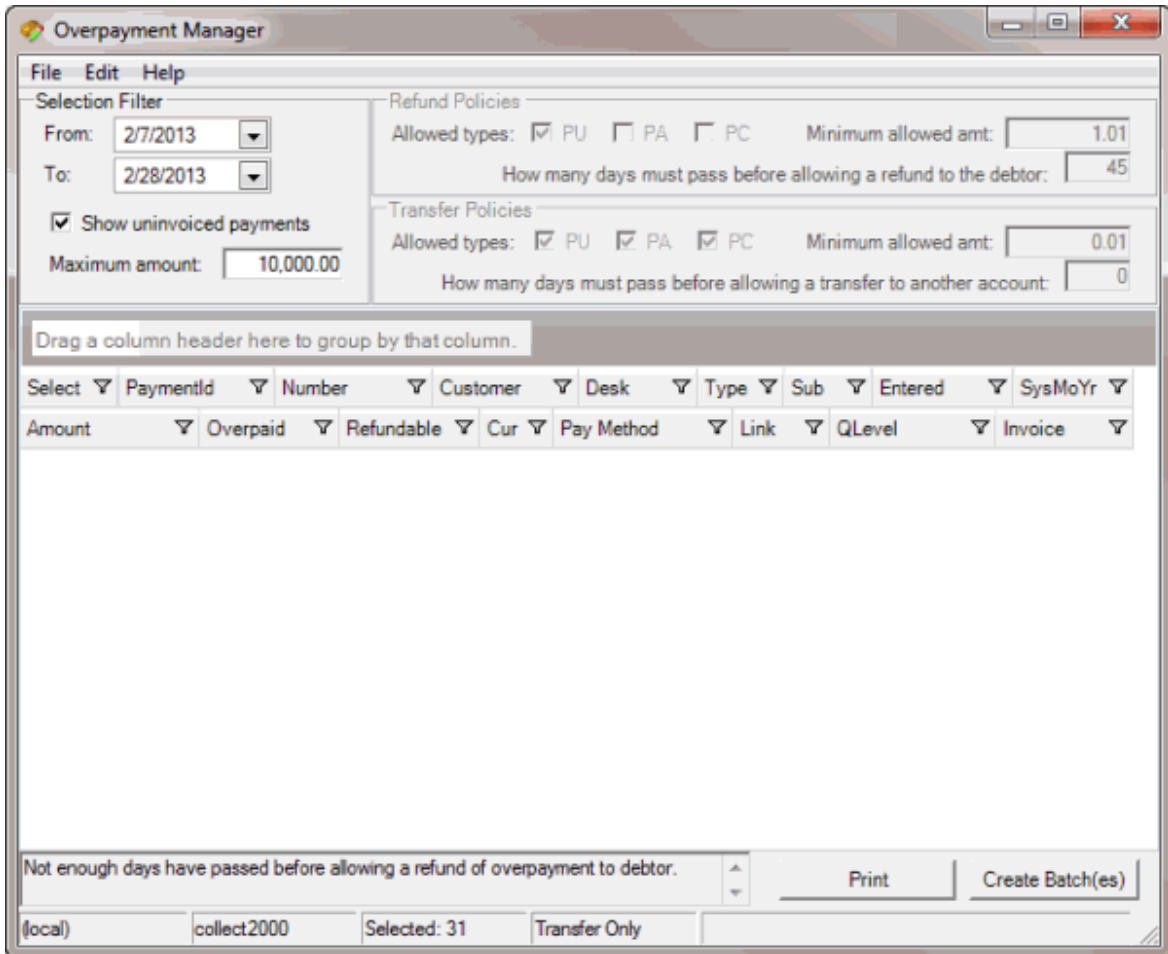 Overpayment Manager
File Edit Help
Selection Filter
From: 2/7/2013
To: 2/28/2013
Show uninvoiced payments
Maximum amount: 10,000.00
Refund Policies
Allowed types: PU PA PC Minimum allowed amt: 1.01
How many days must pass before allowing a refund to the debtor: 45
Transfer Policies
Allowed types: PU PA PC Minimum allowed amt: 0.01
How many days must pass before allowing a transfer to another account: 0
Drag a column header here to group by that column.
Select PaymentId Number Customer Desk Type Sub Entered SysMoYr
Amount Overpaid Refundable Cur Pay Method Link QLevel Invoice
Not enough days have passed before allowing a refund of overpayment to debtor.
Print Create Batch(es)
(local) collect2000 Selected: 31 Transfer Only